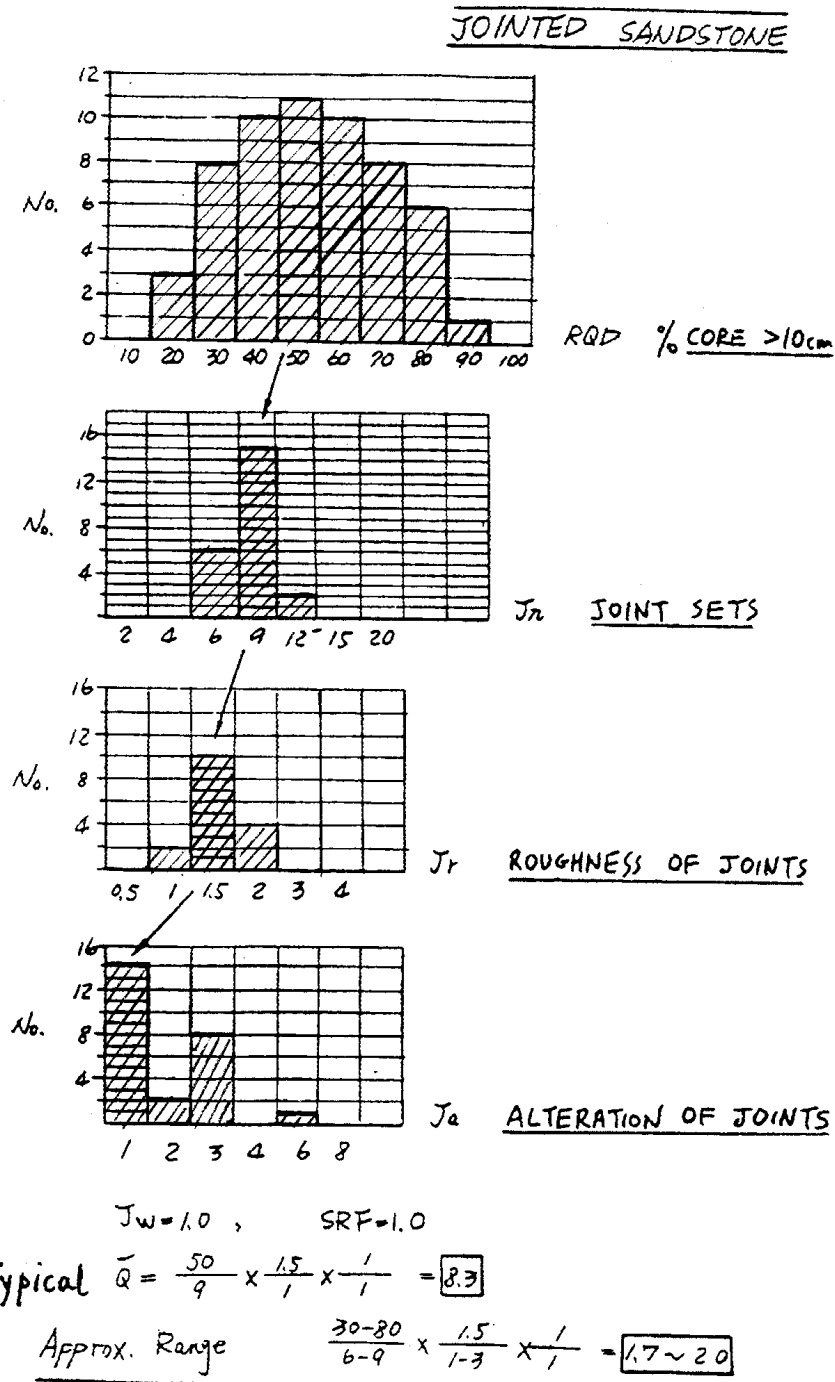 JOINTED SANDSTONE
12
10
8
No. 6
4
2
0
10 20 30 40 50 60 70 80 90 100
RQD % CORE >10cm
16
12
No. 8
4
2 4 6 9 12 15 20
Jn JOINT SETS
16
12
No. 8
4
0.5 1 1.5 2 3 4
Jr ROUGHNESS OF JOINTS
16
12
No. 8
4
1 2 3 4 6 8
Ja ALTERATION OF JOINTS
Jw=1.0 , SRF=1.0
Typical Q̄ = 50/9 × 1.5/1 × 1/1 = 8.3
Approx. Range 30-80/6-9 × 1.5/1-3 × 1/1 = 1.7 ~ 20